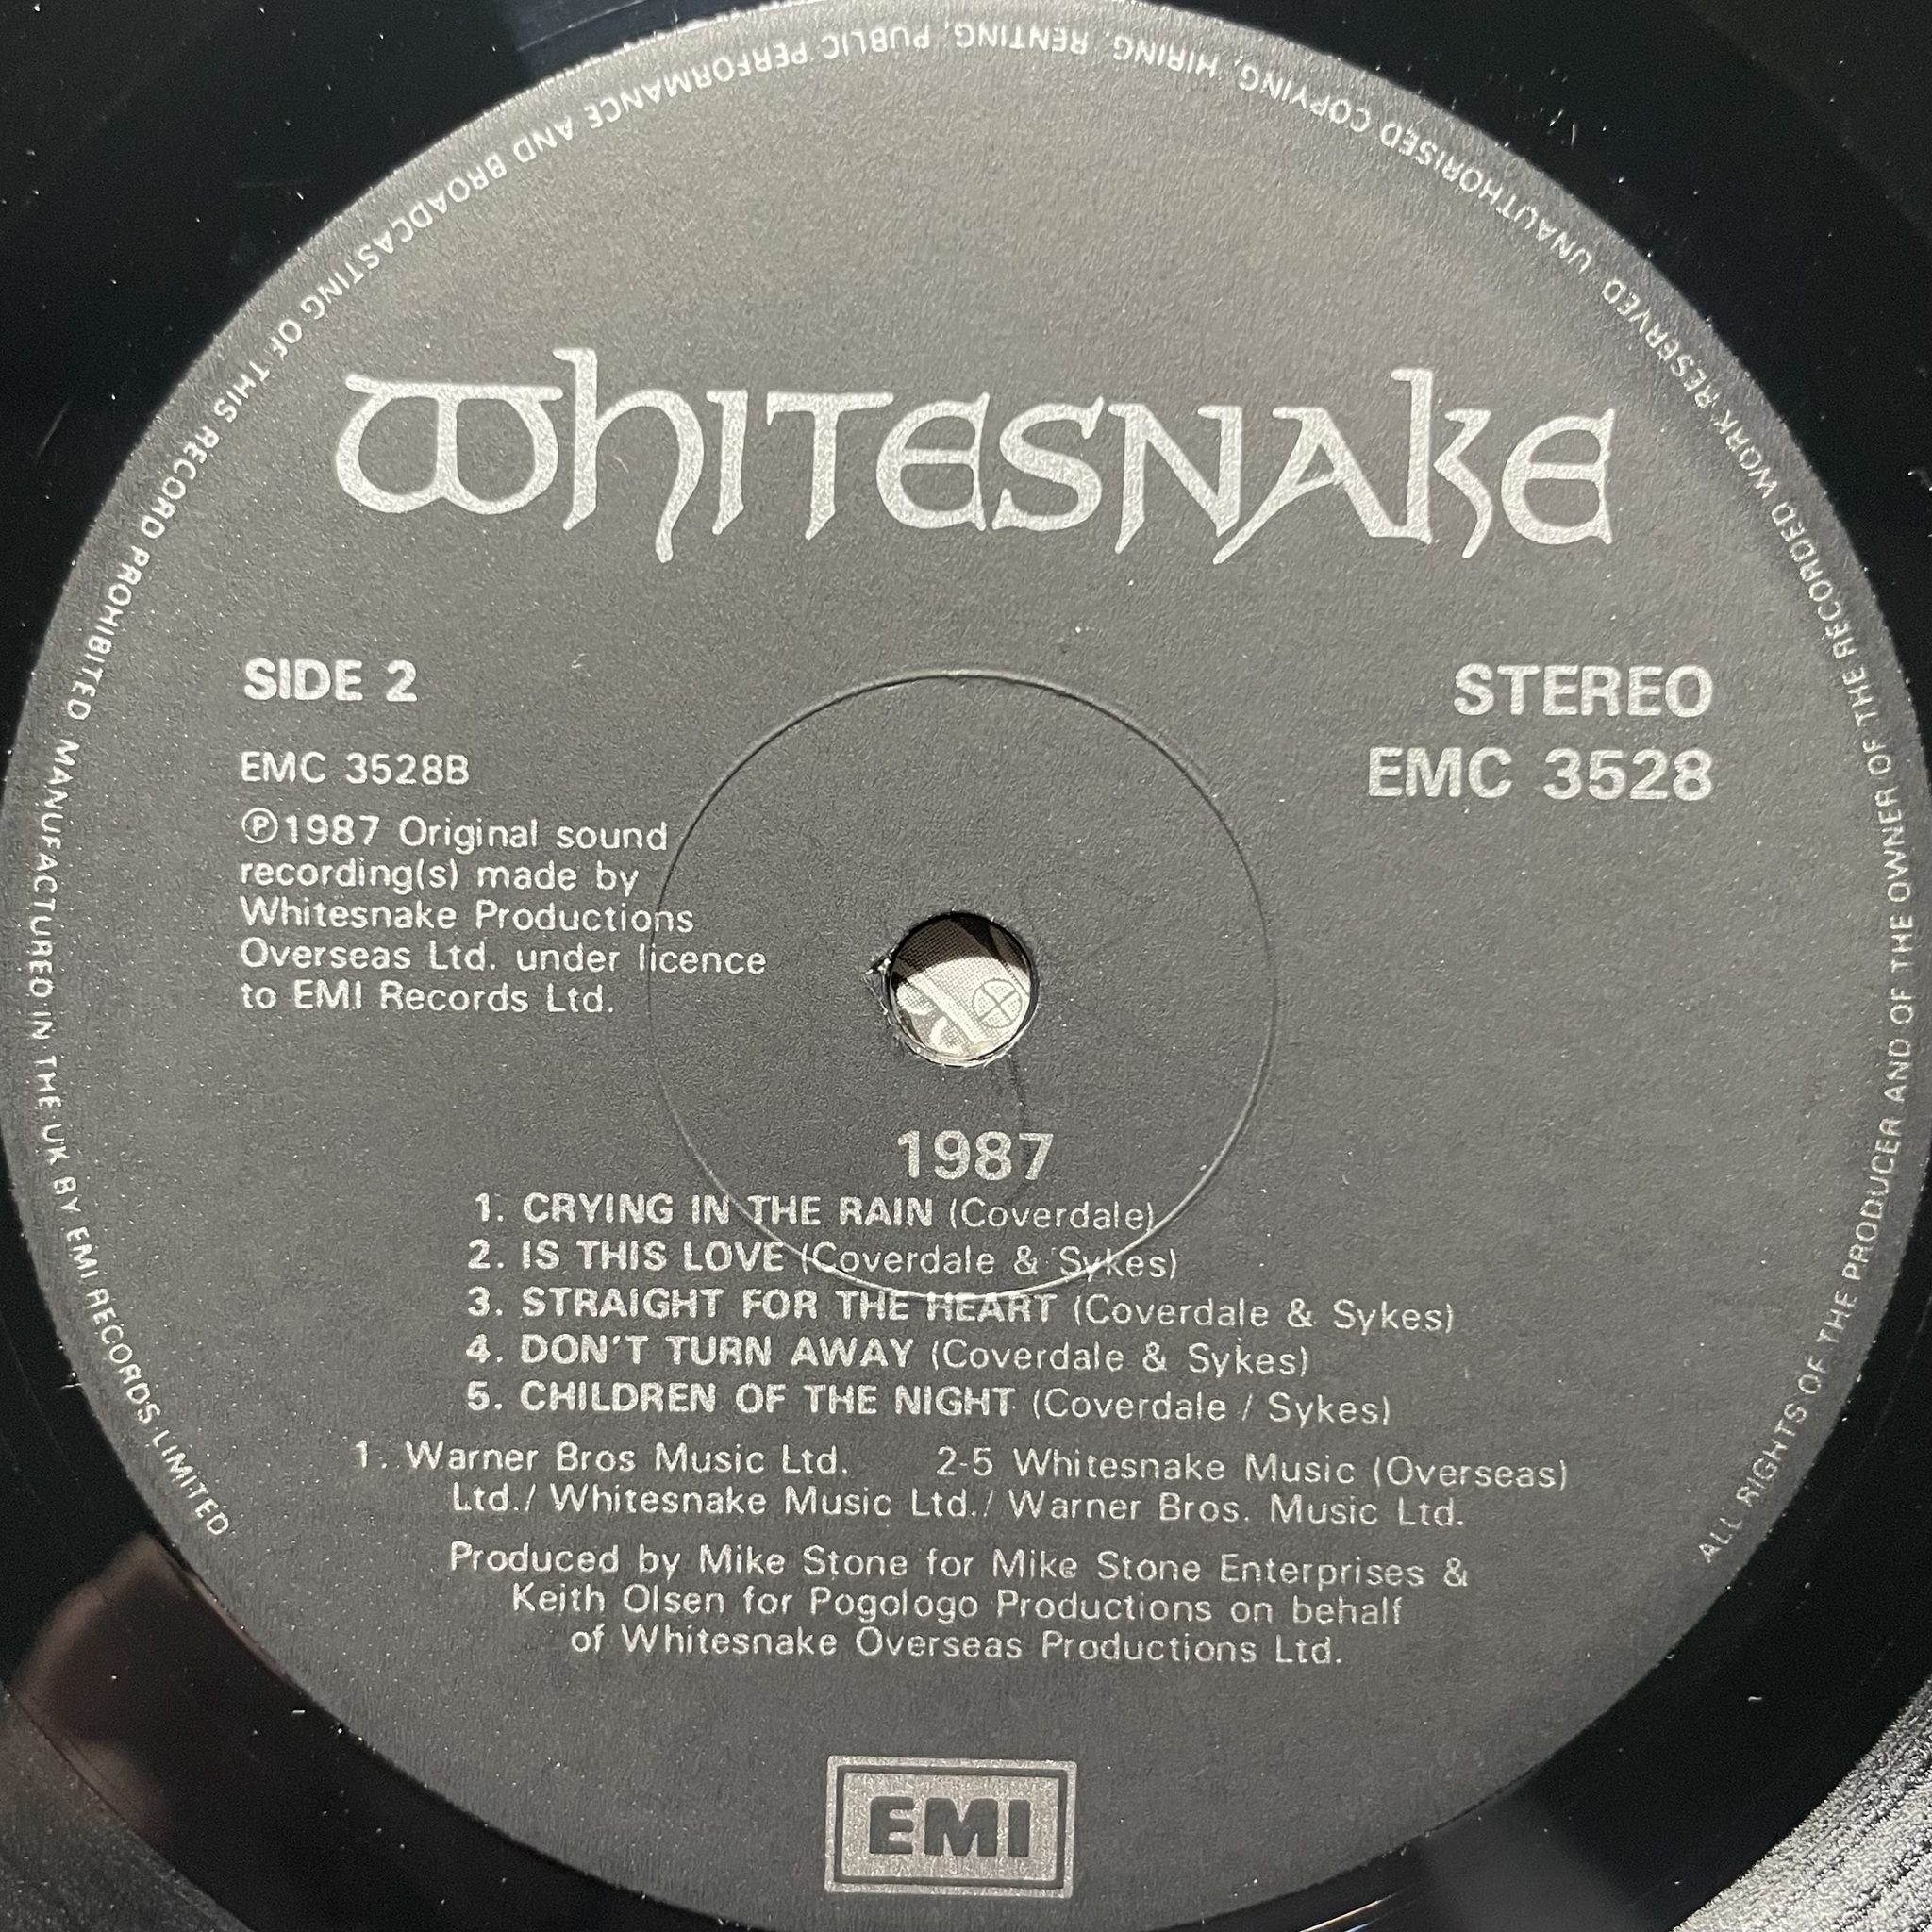 WHITESNAKE
SIDE 2
EMC 3528B
Ⓟ1987 Original sound
recording(s) made by
Whitesnake Productions
Overseas Ltd. under licence
to EMI Records Ltd.
STEREO
EMC 3528
1987
1. CRYING IN THE RAIN (Coverdale)
2. IS THIS LOVE (Coverdale & Sykes)
3. STRAIGHT FOR THE HEART (Coverdale & Sykes)
4. DON'T TURN AWAY (Coverdale & Sykes)
5. CHILDREN OF THE NIGHT (Coverdale / Sykes)
1. Warner Bros Music Ltd. 2-5 Whitesnake Music (Overseas)
Ltd./ Whitesnake Music Ltd./ Warner Bros. Music Ltd.
Produced by Mike Stone for Mike Stone Enterprises &
Keith Olsen for Pogologo Productions on behalf
of Whitesnake Overseas Productions Ltd.
EMI
ALL RIGHTS OF THE PRODUCER AND OF THE OWNER OF THE RECORDED WORK RESERVED. UNAUTHORISED COPYING, HIRING, RENTING, PUBLIC PERFORMANCE AND BROADCASTING OF THIS RECORD PROHIBITED. MANUFACTURED IN THE UK BY EMI RECORDS LIMITED